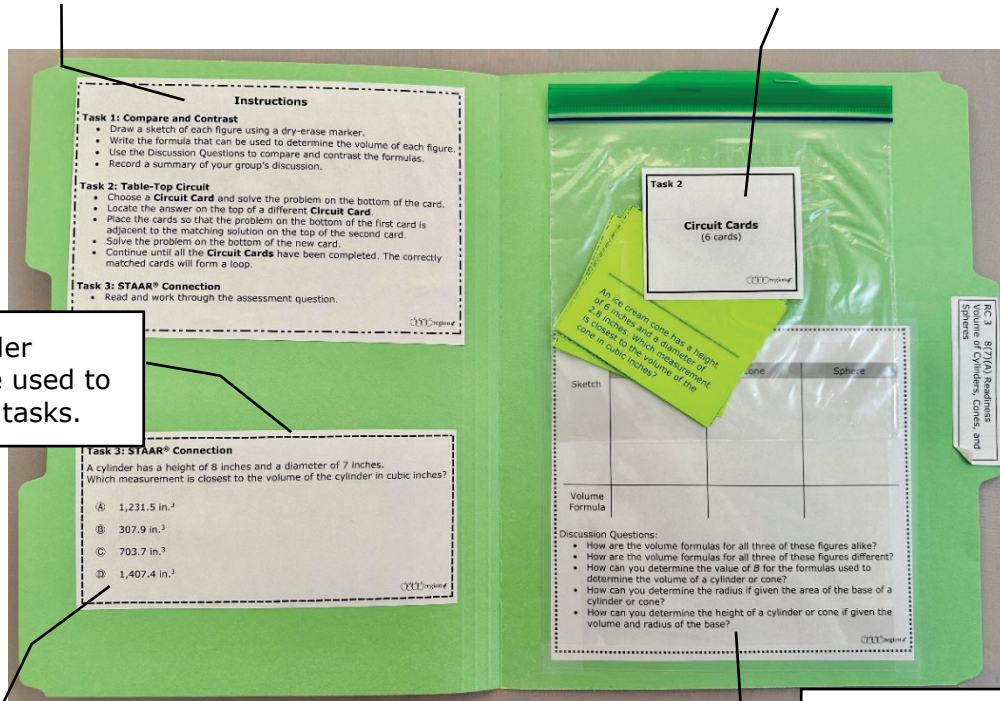 Instructions
Task 1: Compare and Contrast
• Draw a sketch of each figure using a dry-erase marker.
• Write the formula that can be used to determine the volume of each figure.
• Use the Discussion Questions to compare and contrast the formulas.
• Record a summary of your group's discussion.
Task 2: Table-Top Circuit
• Choose a Circuit Card and solve the problem on the bottom of the card.
• Locate the answer on the top of a different Circuit Card.
• Place the cards so that the problem on the bottom of the first card is
adjacent to the matching solution on the top of the second card.
• Solve the problem on the bottom of the new card.
• Continue until all the Circuit Cards have been completed. The correctly
matched cards will form a loop.
Task 3: STAAR® Connection
• Read and work through the assessment question.
region 4
used to
tasks.
Task 3: STAAR® Connection
A cylinder has a height of 8 inches and a diameter of 7 inches.
Which measurement is closest to the volume of the cylinder in cubic inches?
Ⓐ 1,231.5 in.³
Ⓑ 307.9 in.³
Ⓒ 703.7 in.³
Ⓓ 1,407.4 in.³
region 4
Task 2
Circuit Cards
(6 cards)
region 4
An ice cream cone has a height
of 6 inches and a diameter of
2.8 inches. Which measurement
is closest to the volume of the
cone in cubic inches?
Sketch
Sphere
Volume
Formula
Discussion Questions:
• How are the volume formulas for all three of these figures alike?
• How are the volume formulas for all three of these figures different?
• How can you determine the value of B for the formulas used to
determine the volume of a cylinder or cone?
• How can you determine the radius if given the area of the base of a
cylinder or cone?
• How can you determine the height of a cylinder or cone if given the
volume and radius of the base?
region 4
RC 3 8(7)(A) Readiness
Volume of Cylinders, Cones, and
Spheres